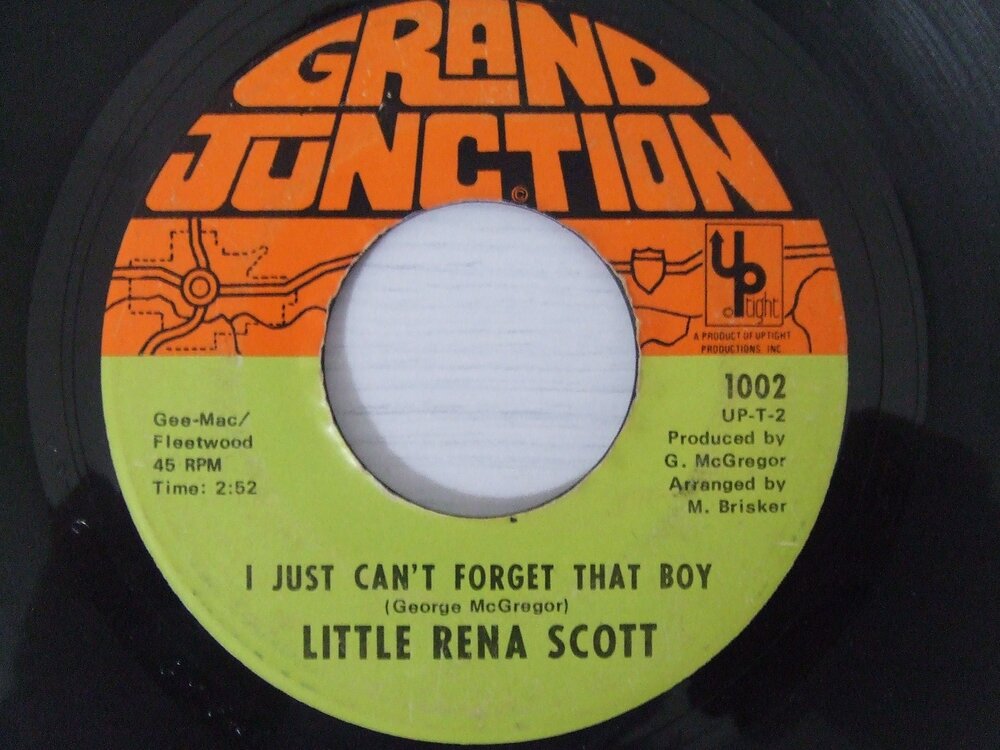 GRAND
JUNCTION
©
UP
tight
A PRODUCT OF UPTIGHT
PRODUCTIONS, INC.
Gee-Mac/
Fleetwood
45 RPM
Time: 2:52
1002
UP-T-2
Produced by
G. McGregor
Arranged by
M. Brisker
I JUST CAN'T FORGET THAT BOY
(George McGregor)
LITTLE RENA SCOTT